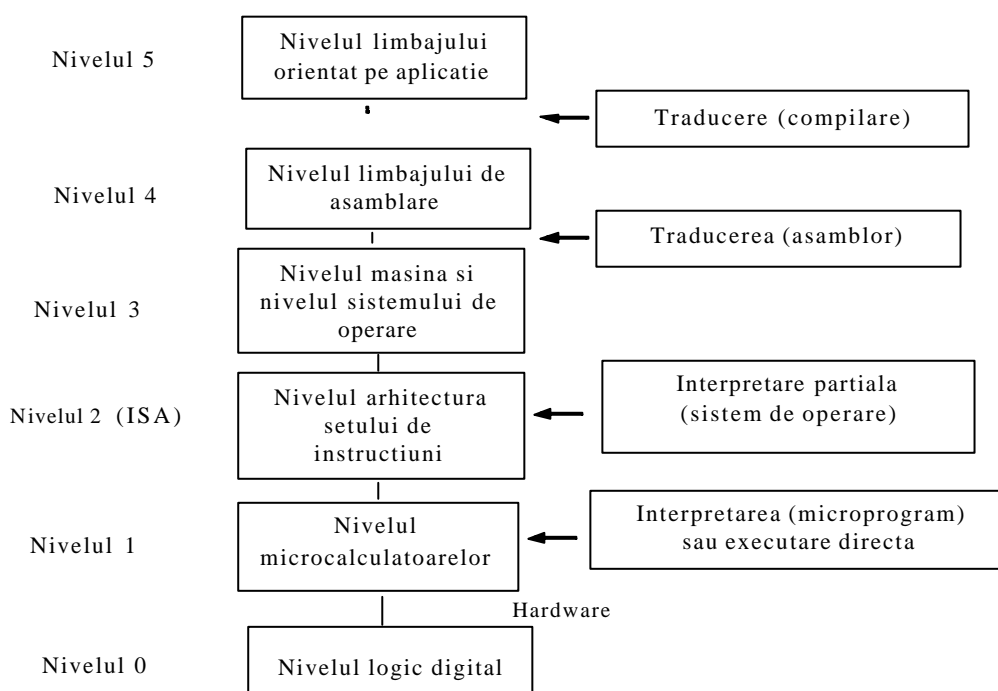 Nivelul 5
Nivelul limbajului
orientat pe aplicatie
Traducere (compilare)
Nivelul 4
Nivelul limbajului de
asamblare
Traducerea (asamblor)
Nivelul 3
Nivelul masina si
nivelul sistemului de
operare
Nivelul 2 (ISA)
Nivelul arhitectura
setului de
instructiuni
Interpretare partiala
(sistem de operare)
Nivelul 1
Nivelul
microcalculatoarelor
Interpretarea (microprogram)
sau executare directa
Hardware
Nivelul 0
Nivelul logic digital